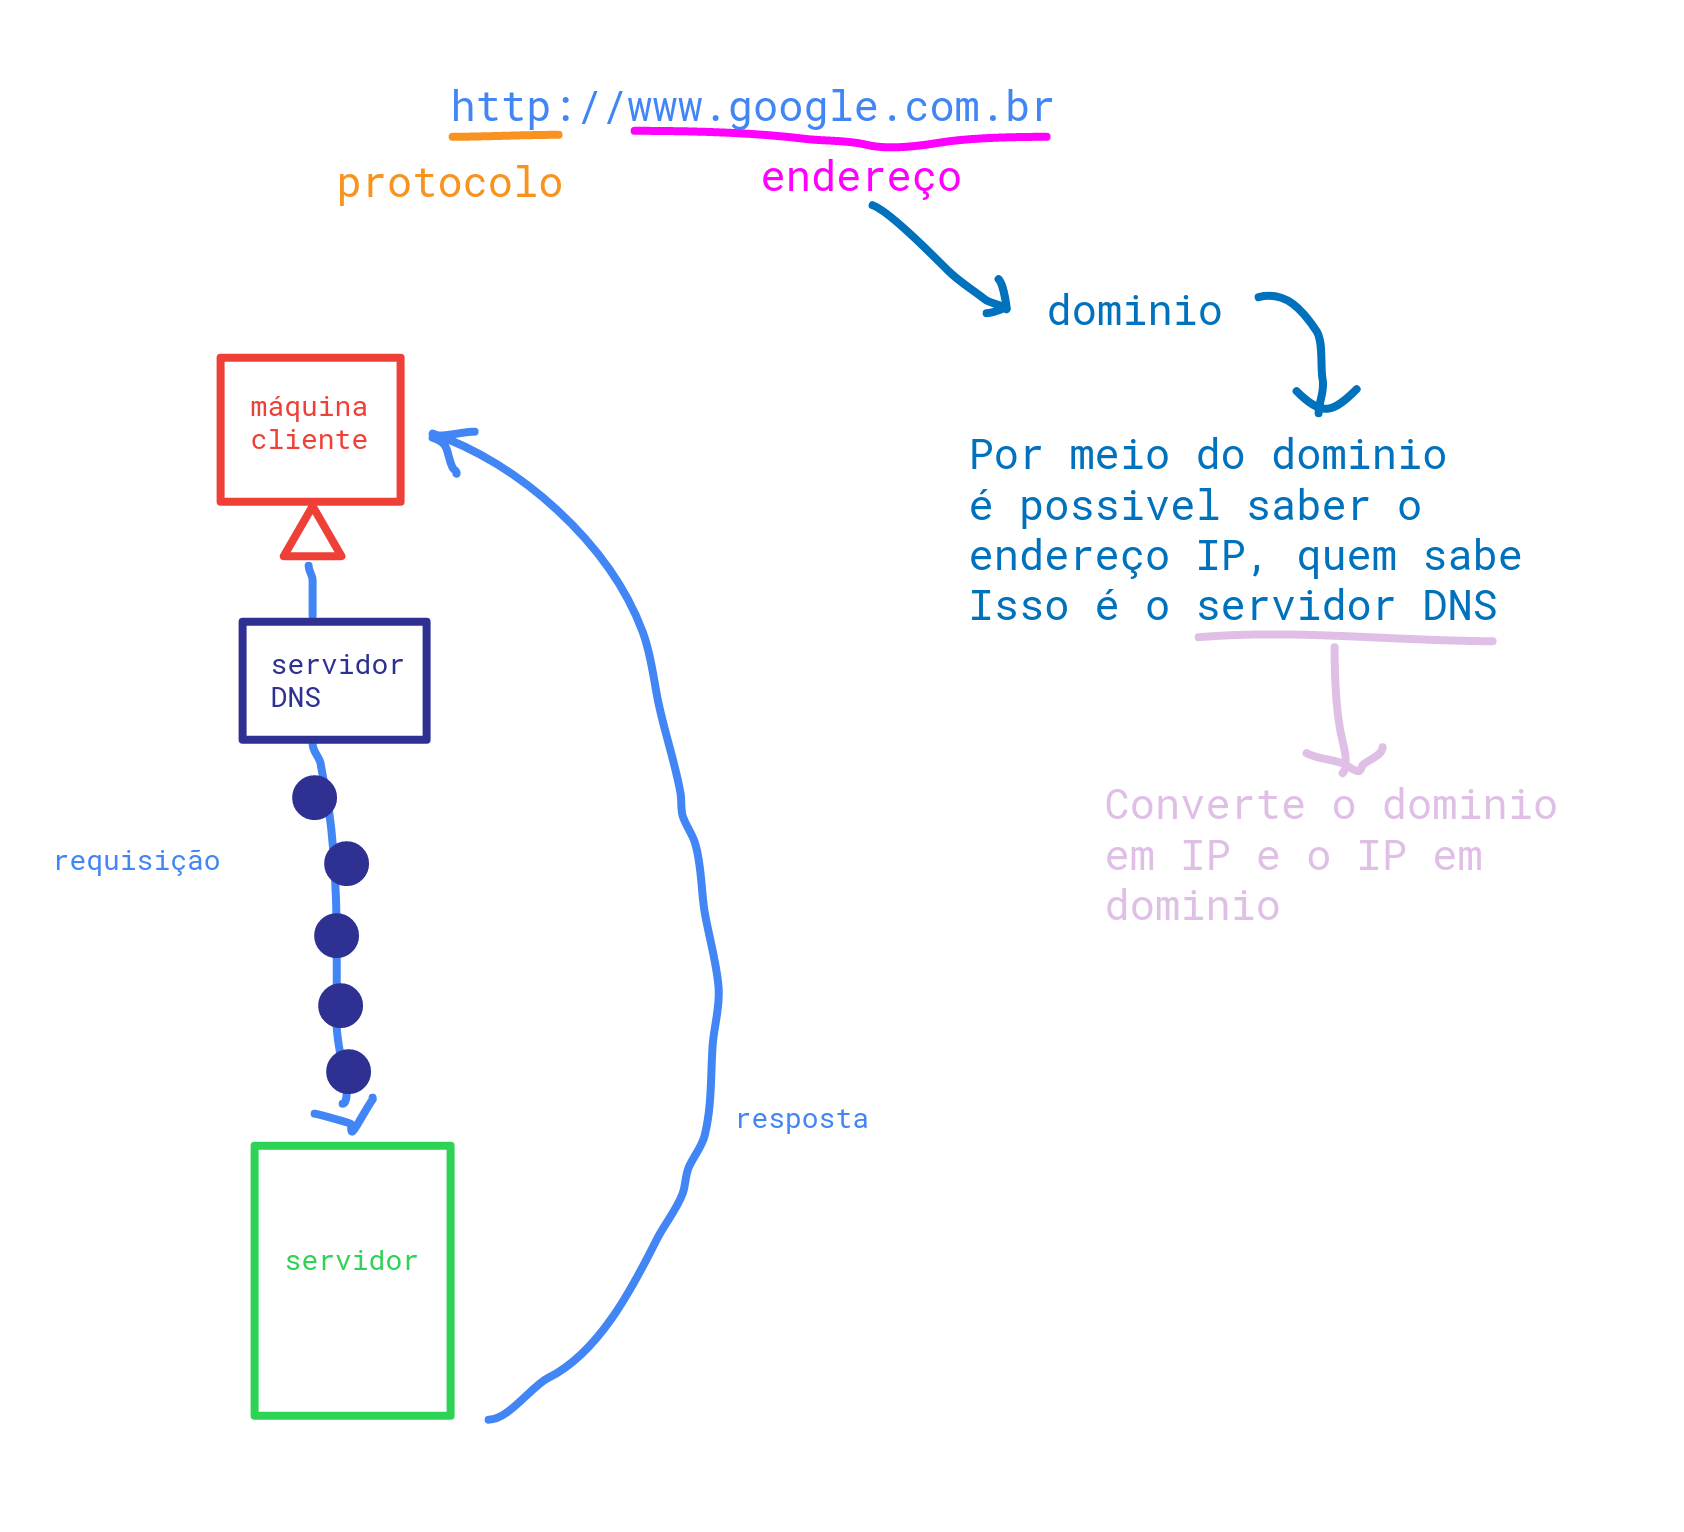 http://www.google.com.br
protocolo
endereço
dominio
máquina
cliente
Por meio do dominio
é possivel saber o
endereço IP, quem sabe
Isso é o servidor DNS
servidor
DNS
Converte o dominio
em IP e o IP em
dominio
requisição
resposta
servidor